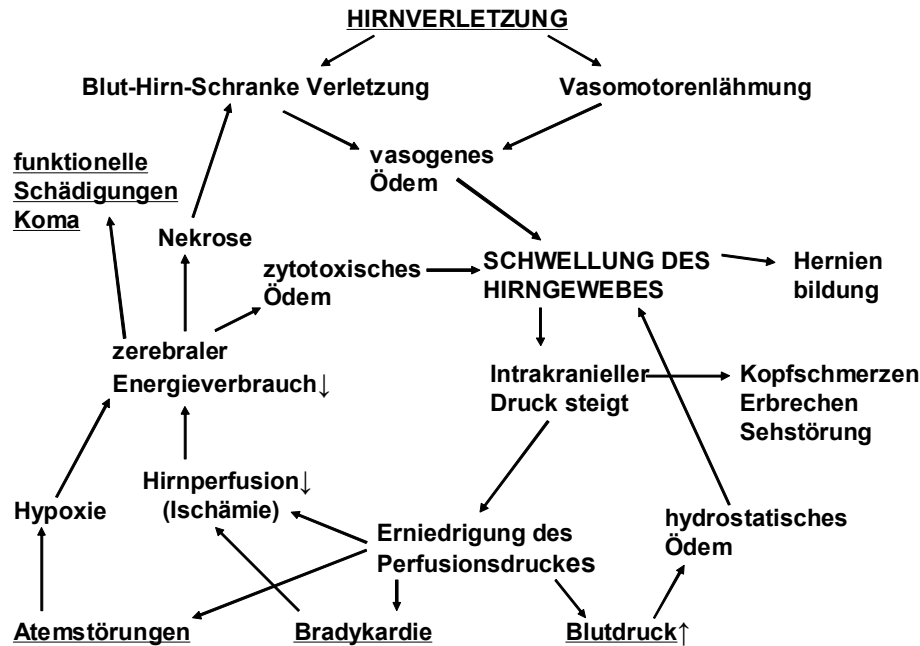 HIRNVERLETZUNG
Blut-Hirn-Schranke Verletzung
Vasomotorenlähmung
vasogenes
Ödem
funktionelle
Schädigungen
Koma
Nekrose
zytotoxisches
Ödem
SCHWELLUNG DES
HIRNGEWEBES
Hernien
bildung
zerebraler
Energieverbrauch↓
Intrakranieller
Druck steigt
Kopfschmerzen
Erbrechen
Sehstörung
Hirnperfusion↓
(Ischämie)
Hypoxie
Erniedrigung des
Perfusionsdruckes
hydrostatisches
Ödem
Atemstörungen
Bradykardie
Blutdruck↑